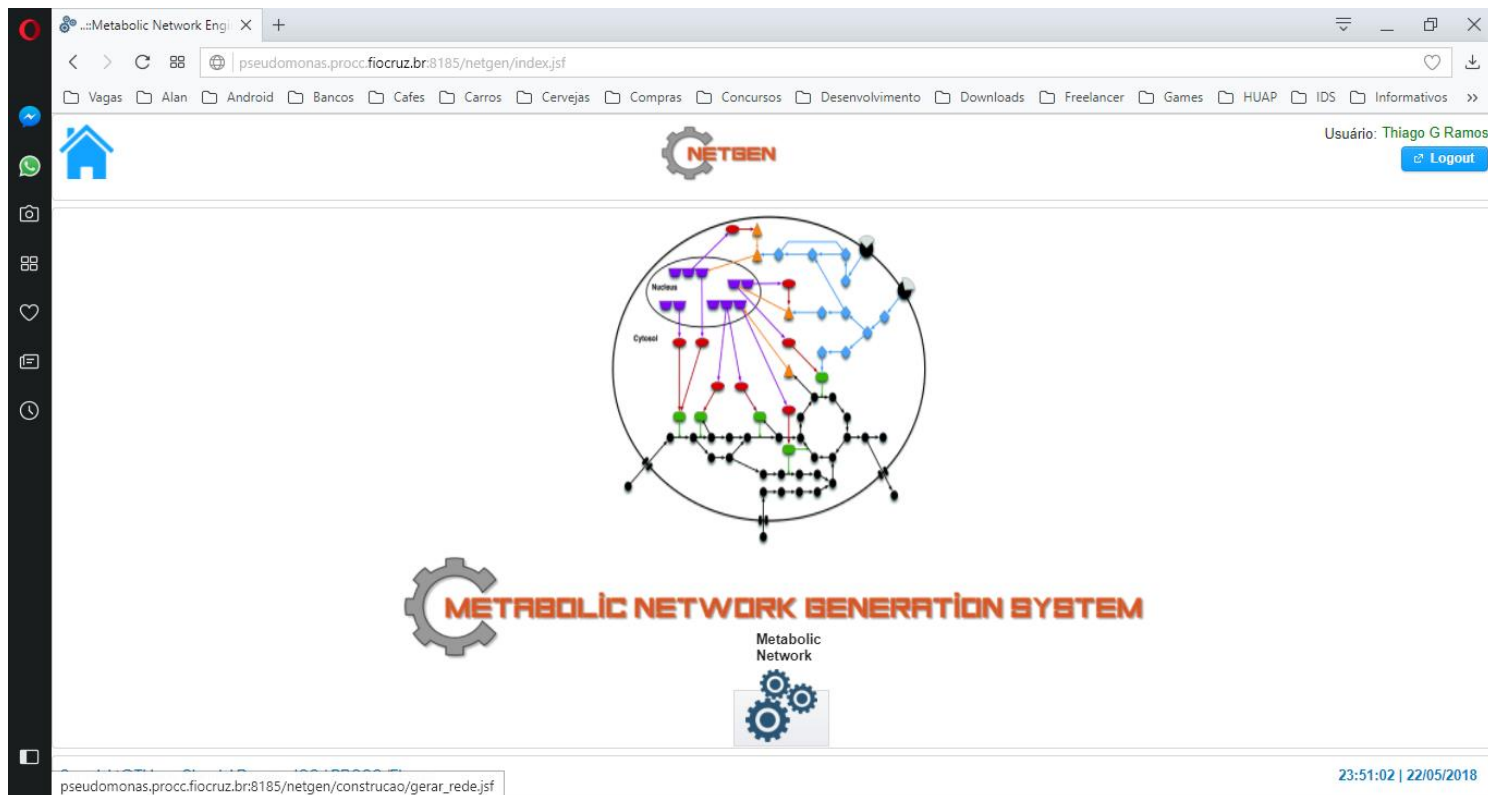 ..::Metabolic Network Engi
pseudomonas.procc.fiocruz.br:8185/netgen/index.jsf
Vagas Alan Android Bancos Cafes Carros Cervejas Compras Concursos Desenvolvimento Downloads Freelancer Games HUAP IDS Informativos
NETGEN
Usuário: Thiago G Ramos
Logout
Nucleus
Cytosol
METABOLIC NETWORK GENERATION SYSTEM
Metabolic
Network
23:51:02 | 22/05/2018
pseudomonas.procc.fiocruz.br:8185/netgen/construcao/gerar_rede.jsf